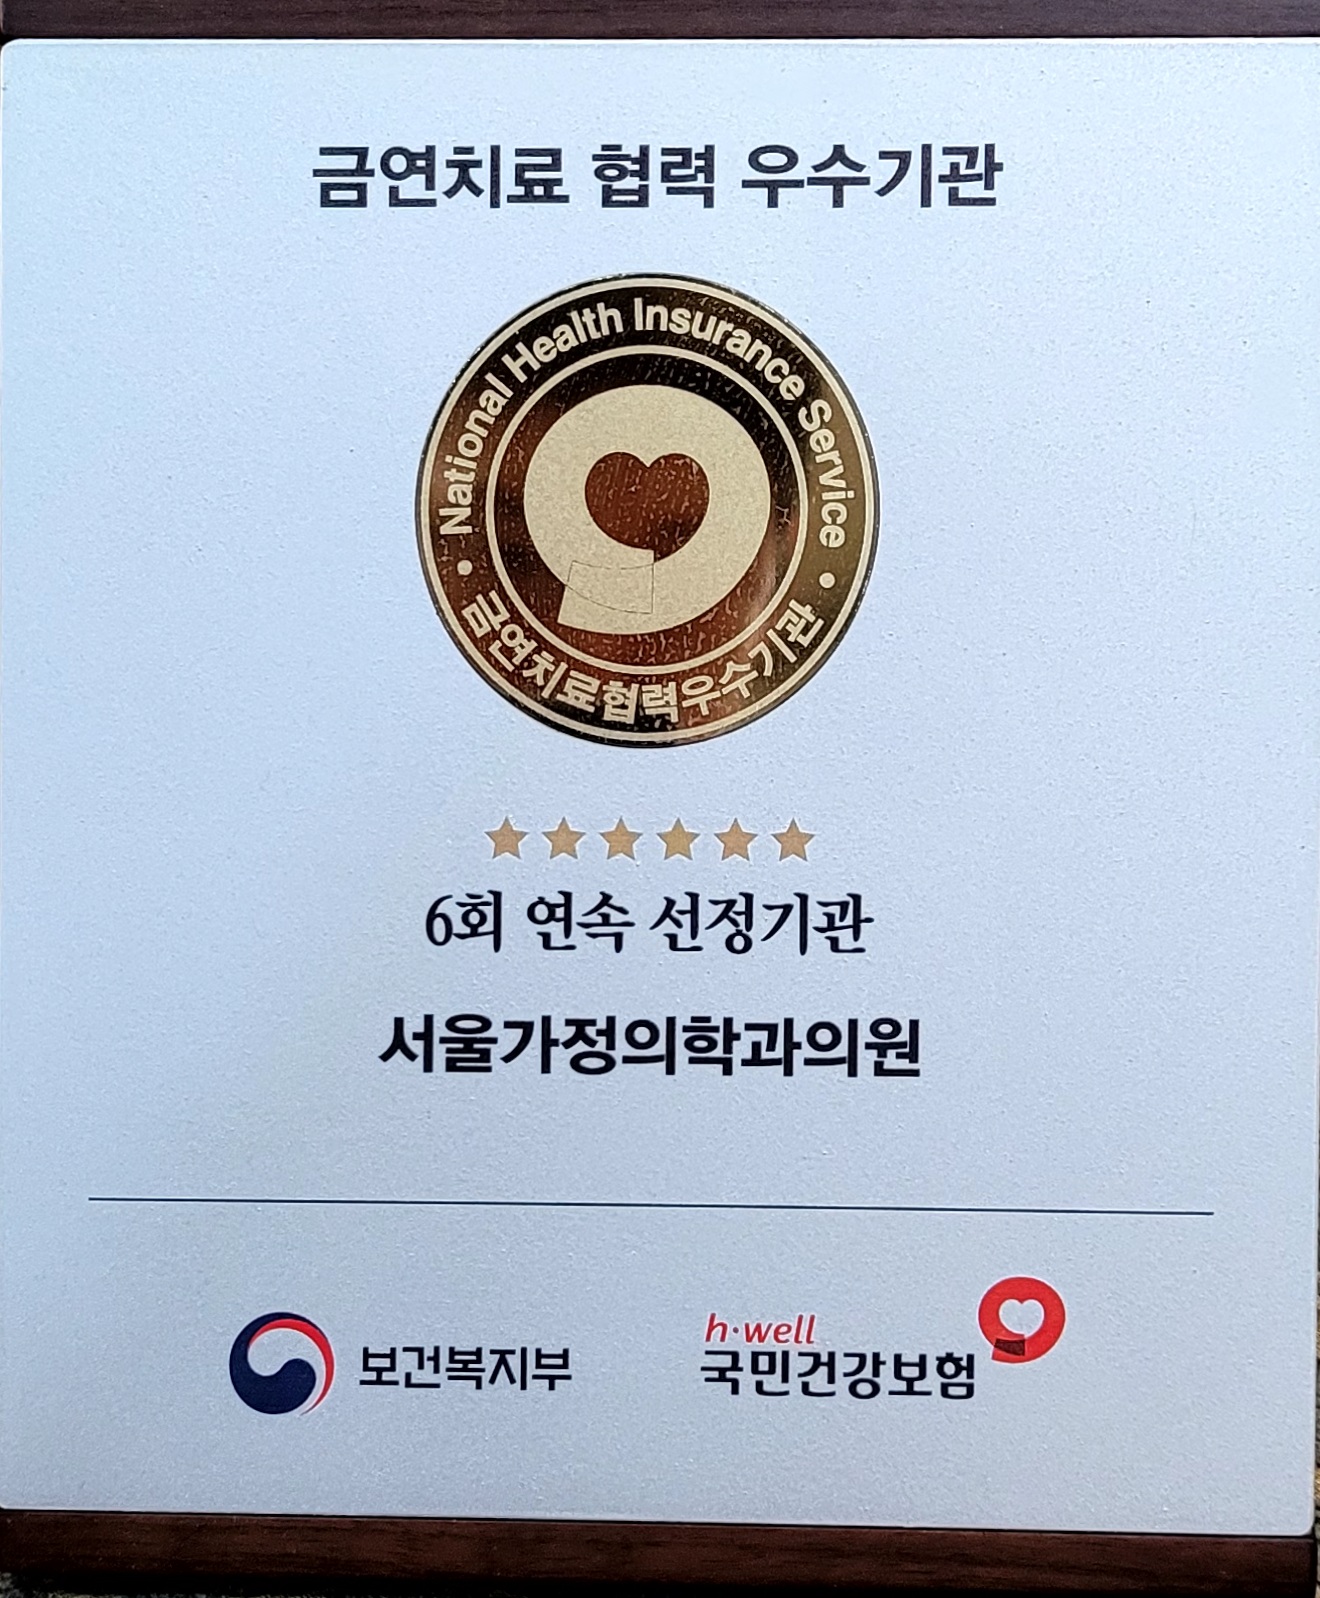 금연치료 협력 우수기관
National Health Insurance Service
금연치료협력우수기관
6회 연속 선정기관
서울가정의학과의원
보건복지부
h·well
국민건강보험